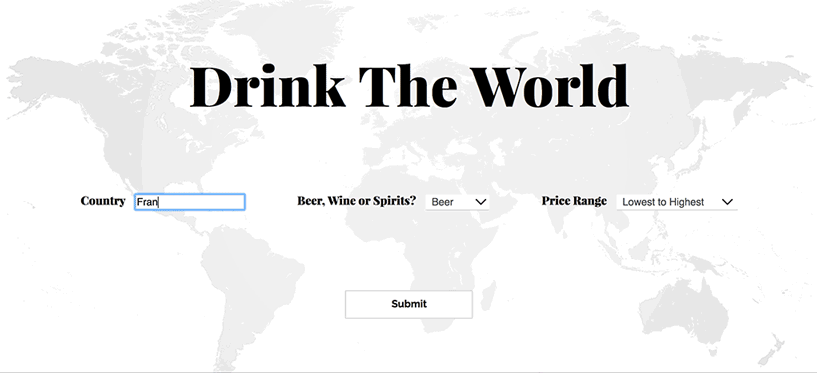 Drink The World
Country Fran Beer, Wine or Spirits? Beer Price Range Lowest to Highest
Submit